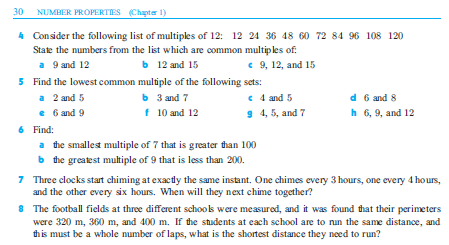 30 NUMBER PROPERTIES (Chapter 1)
4 Consider the following list of multiples of 12: 12 24 36 48 60 72 84 96 108 120
State the numbers from the list which are common multiples of:
a 9 and 12 b 12 and 15 c 9, 12, and 15
5 Find the lowest common multiple of the following sets:
a 2 and 5 b 3 and 7 c 4 and 5 d 6 and 8
e 6 and 9 f 10 and 12 g 4, 5, and 7 h 6, 9, and 12
6 Find:
a the smallest multiple of 7 that is greater than 100
b the greatest multiple of 9 that is less than 200.
7 Three clocks start chiming at exactly the same instant. One chimes every 3 hours, one every 4 hours,
and the other every six hours. When will they next chime together?
8 The football fields at three different schools were measured, and it was found that their perimeters
were 320 m, 360 m, and 400 m. If the students at each school are to run the same distance, and
this must be a whole number of laps, what is the shortest distance they need to run?